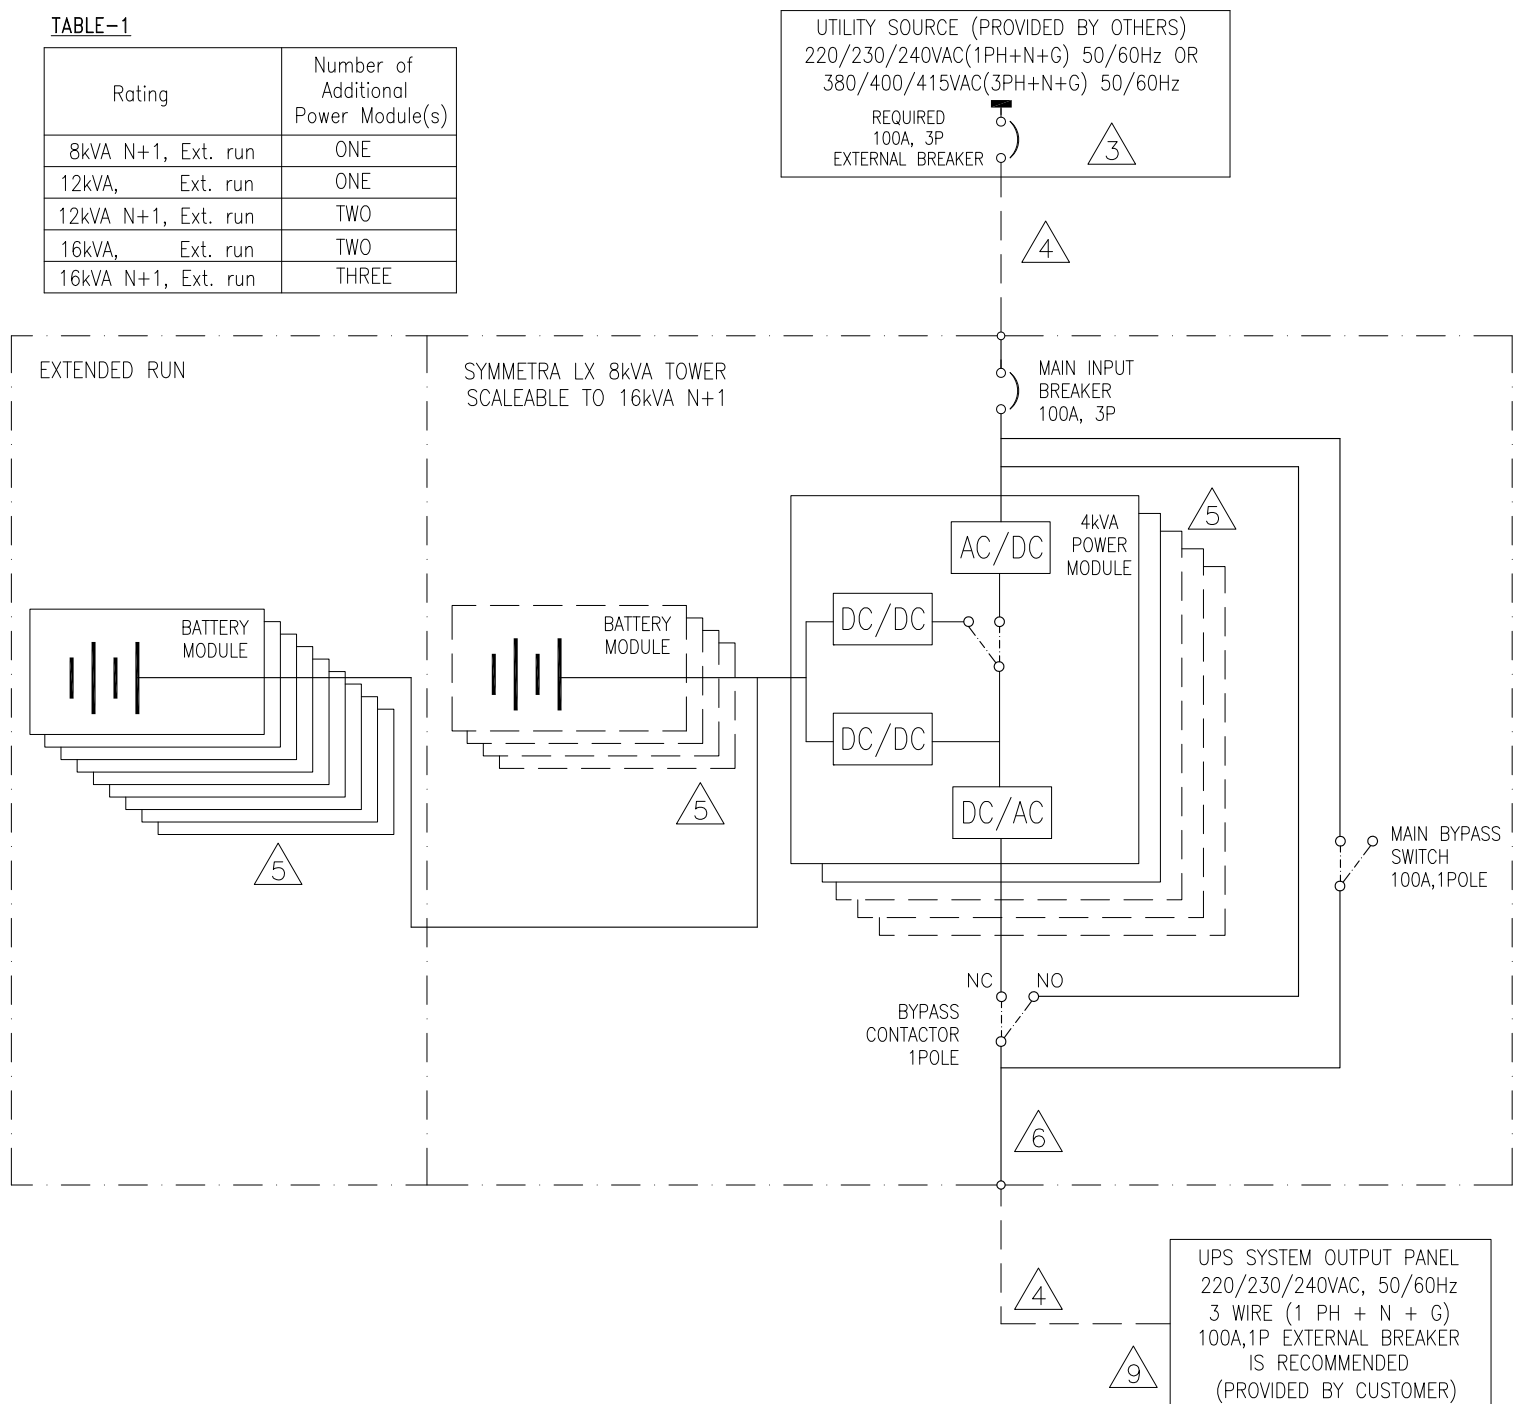 TABLE-1
Rating
Number of
Additional
Power Module(s)
8kVA N+1, Ext. run
ONE
12kVA, Ext. run
ONE
12kVA N+1, Ext. run
TWO
16kVA, Ext. run
TWO
16kVA N+1, Ext. run
THREE
UTILITY SOURCE (PROVIDED BY OTHERS)
220/230/240VAC(1PH+N+G) 50/60Hz OR
380/400/415VAC(3PH+N+G) 50/60Hz
REQUIRED
100A, 3P
EXTERNAL BREAKER
3
4
EXTENDED RUN
SYMMETRA LX 8kVA TOWER
SCALEABLE TO 16kVA N+1
MAIN INPUT
BREAKER
100A, 3P
5
4kVA
POWER
MODULE
AC/DC
DC/DC
DC/DC
DC/AC
BATTERY
MODULE
5
BATTERY
MODULE
5
MAIN BYPASS
SWITCH
100A,1POLE
NC
NO
BYPASS
CONTACTOR
1POLE
6
4
9
UPS SYSTEM OUTPUT PANEL
220/230/240VAC, 50/60Hz
3 WIRE (1 PH + N + G)
100A,1P EXTERNAL BREAKER
IS RECOMMENDED
(PROVIDED BY CUSTOMER)